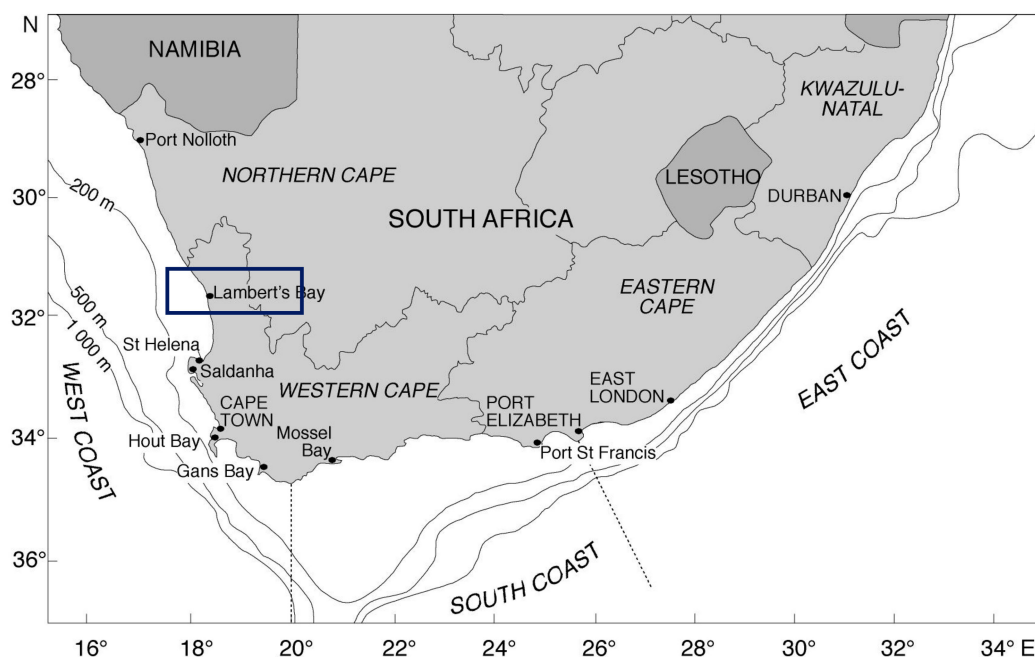 N
NAMIBIA
28°
KWAZULU-
NATAL
Port Nolloth
NORTHERN CAPE
LESOTHO
30°
200 m
DURBAN
SOUTH AFRICA
EASTERN
CAPE
Lambert's Bay
32°
500 m
1 000 m
St Helena
Saldanha
WESTERN CAPE
EAST
LONDON
EAST COAST
WEST COAST
CAPE
TOWN
PORT
ELIZABETH
34°
Hout Bay
Mossel
Bay
Port St Francis
Gans Bay
36°
SOUTH COAST
16°
18°
20°
22°
24°
26°
28°
30°
32°
34° E